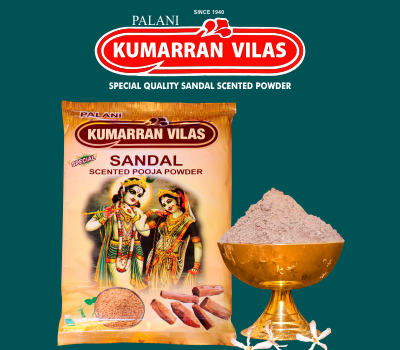 SINCE 1940
PALANI
KUMARRAN VILAS
SPECIAL QUALITY SANDAL SCENTED POWDER
PALANI
KUMARRAN VILAS
SPECIAL
SANDAL
SCENTED POOJA POWDER